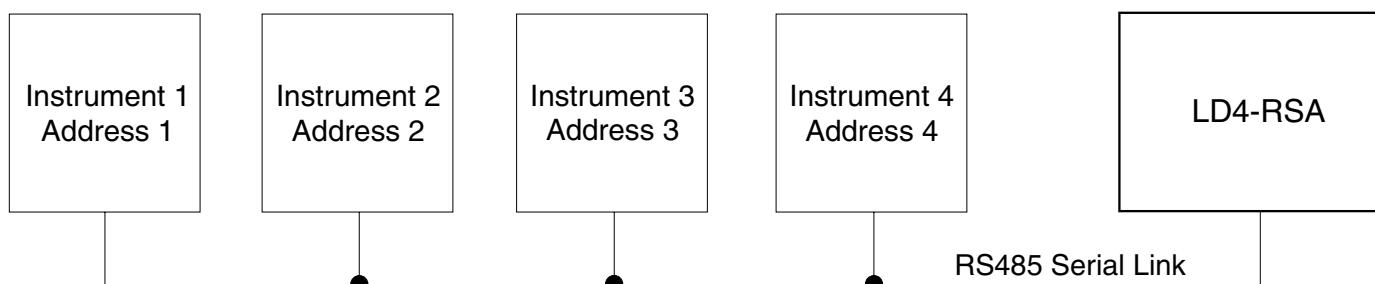 Instrument 1
Address 1
Instrument 2
Address 2
Instrument 3
Address 3
Instrument 4
Address 4
LD4-RSA
RS485 Serial Link